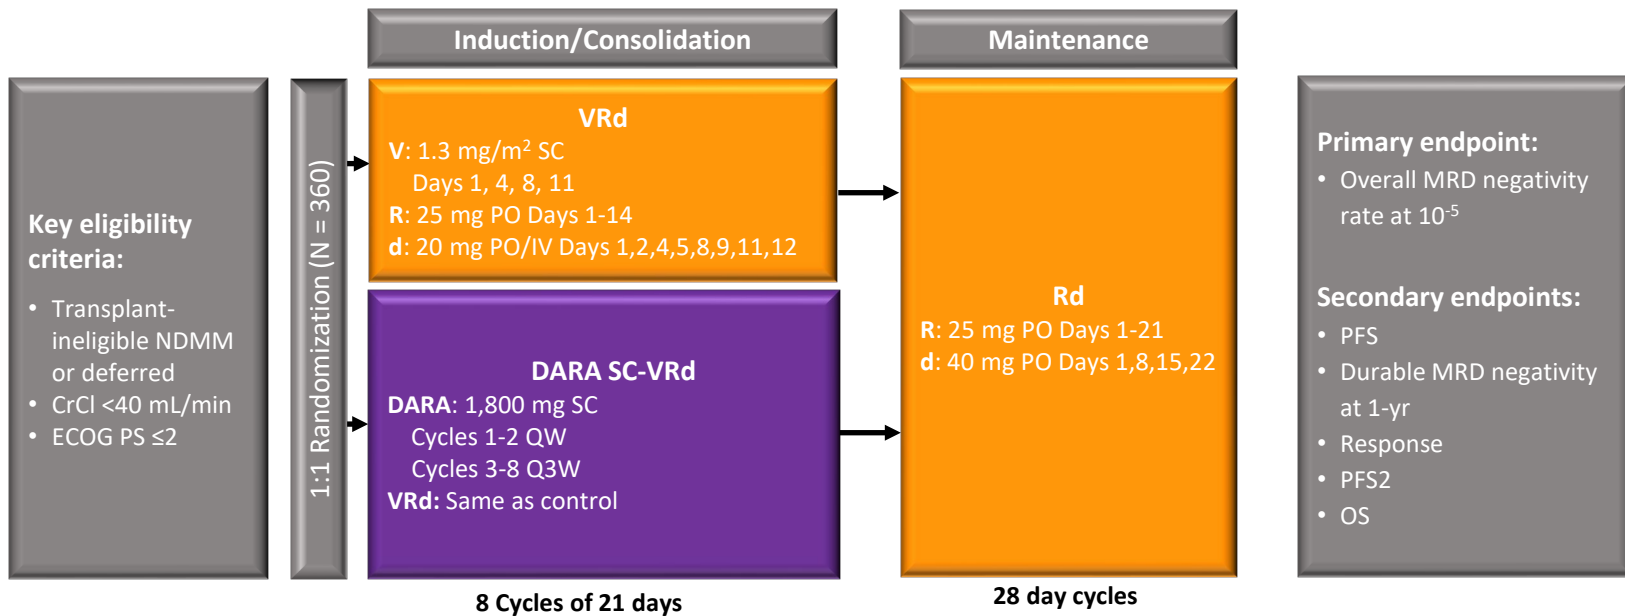 Induction/Consolidation
Maintenance
Key eligibility
criteria:
• Transplant-
ineligible NDMM
or deferred
• CrCl <40 mL/min
• ECOG PS ≤2
1:1 Randomization (N = 360)
VRd
V: 1.3 mg/m² SC
Days 1, 4, 8, 11
R: 25 mg PO Days 1-14
d: 20 mg PO/IV Days 1,2,4,5,8,9,11,12
DARA SC-VRd
DARA: 1,800 mg SC
Cycles 1-2 QW
Cycles 3-8 Q3W
VRd: Same as control
8 Cycles of 21 days
Rd
R: 25 mg PO Days 1-21
d: 40 mg PO Days 1,8,15,22
28 day cycles
Primary endpoint:
• Overall MRD negativity
rate at 10⁻⁵
Secondary endpoints:
• PFS
• Durable MRD negativity
at 1-yr
• Response
• PFS2
• OS